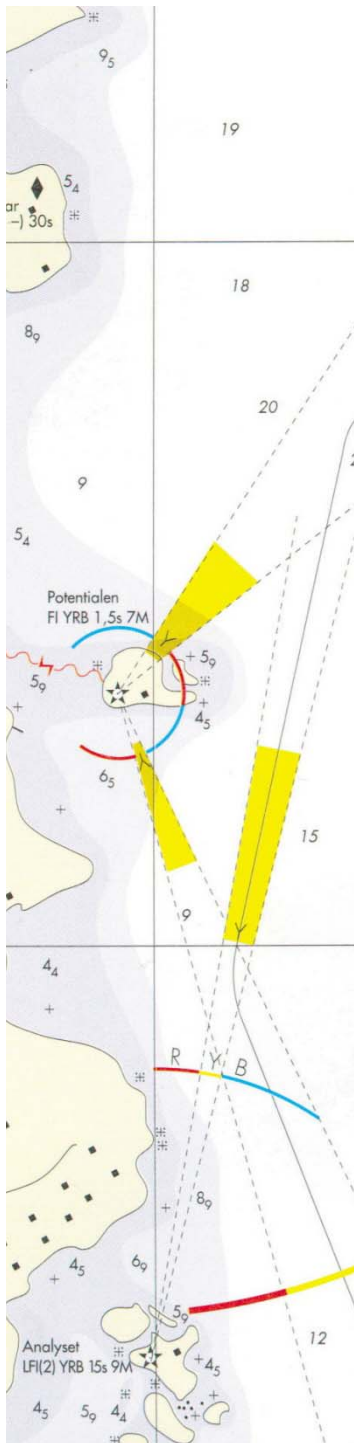 9₅
19
5₄
ar
–) 30s
18
8₉
20
9
5₄
2
Potentialen
Fl YRB 1,5s 7M
Y
5₉
5₉
4₅
6₅
Y
15
9
Y
4₄
R Y B
8₉
6₉
4₅
5₉
12
Analyset
LFl(2) YRB 15s 9M
4₅
4₅
5₉
4₄